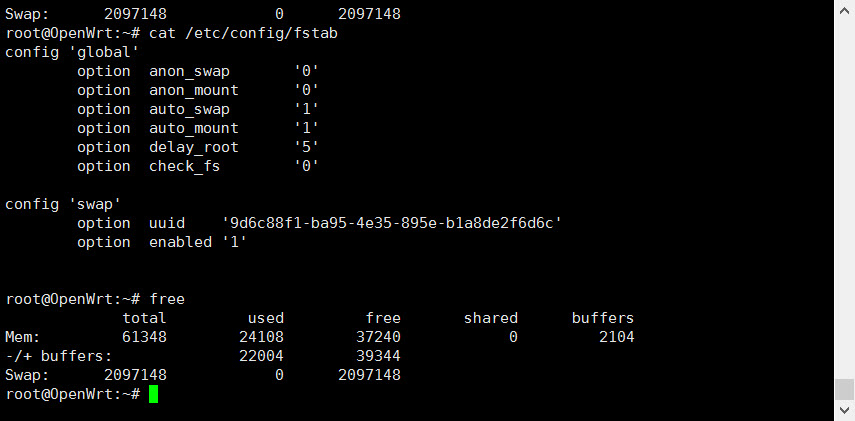 Swap:      2097148            0      2097148
root@OpenWrt:~# cat /etc/config/fstab
config 'global'
        option  anon_swap       '0'
        option  anon_mount      '0'
        option  auto_swap       '1'
        option  auto_mount      '1'
        option  delay_root      '5'
        option  check_fs        '0'
config 'swap'
        option  uuid    '9d6c88f1-ba95-4e35-895e-b1a8de2f6d6c'
        option  enabled '1'
root@OpenWrt:~# free
             total         used         free       shared      buffers
Mem:         61348        24108        37240            0         2104
-/+ buffers:              22004        39344
Swap:      2097148            0      2097148
root@OpenWrt:~#